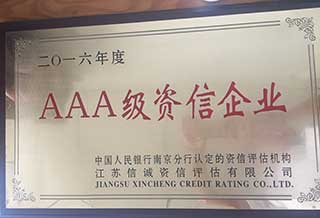 二〇一六年度
AAA级资信企业
中国人民银行南京分行认定的资信评估机构
江苏信诚资信评估有限公司
JIANGSU XINCHENG CREDIT RATING CO.,LTD.